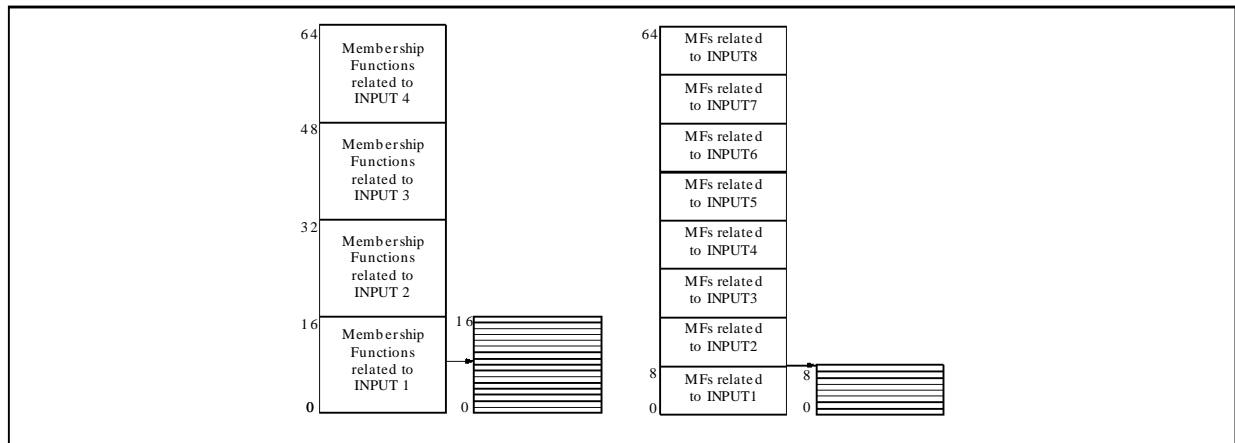 64
Membership
Functions
related to
INPUT 4
48
Membership
Functions
related to
INPUT 3
32
Membership
Functions
related to
INPUT 2
16
Membership
Functions
related to
INPUT 1
0
16
0
64
MFs related
to INPUT8
MFs related
to INPUT7
MFs related
to INPUT6
MFs related
to INPUT5
MFs related
to INPUT4
MFs related
to INPUT3
MFs related
to INPUT2
8
MFs related
to INPUT1
0
8
0